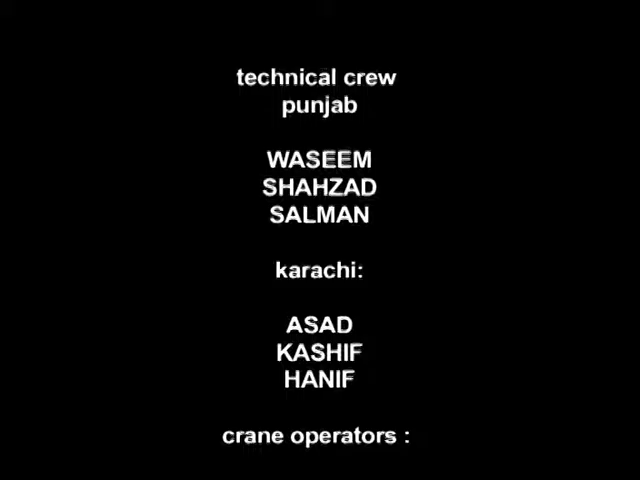 technical crew
punjab
WASEEM
SHAHZAD
SALMAN
karachi:
ASAD
KASHIF
HANIF
crane operators :